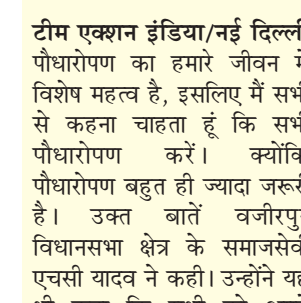 टीम एक्शन इंडिया/नई दिल्ली
पौधारोपण का हमारे जीवन में
विशेष महत्व है, इसलिए मैं सभी
से कहना चाहता हूं कि सभी
पौधारोपण करें। क्योंकि
पौधारोपण बहुत ही ज्यादा जरूरी
है। उक्त बातें वजीरपुर
विधानसभा क्षेत्र के समाजसेवी
एचसी यादव ने कही। उन्होंने यह